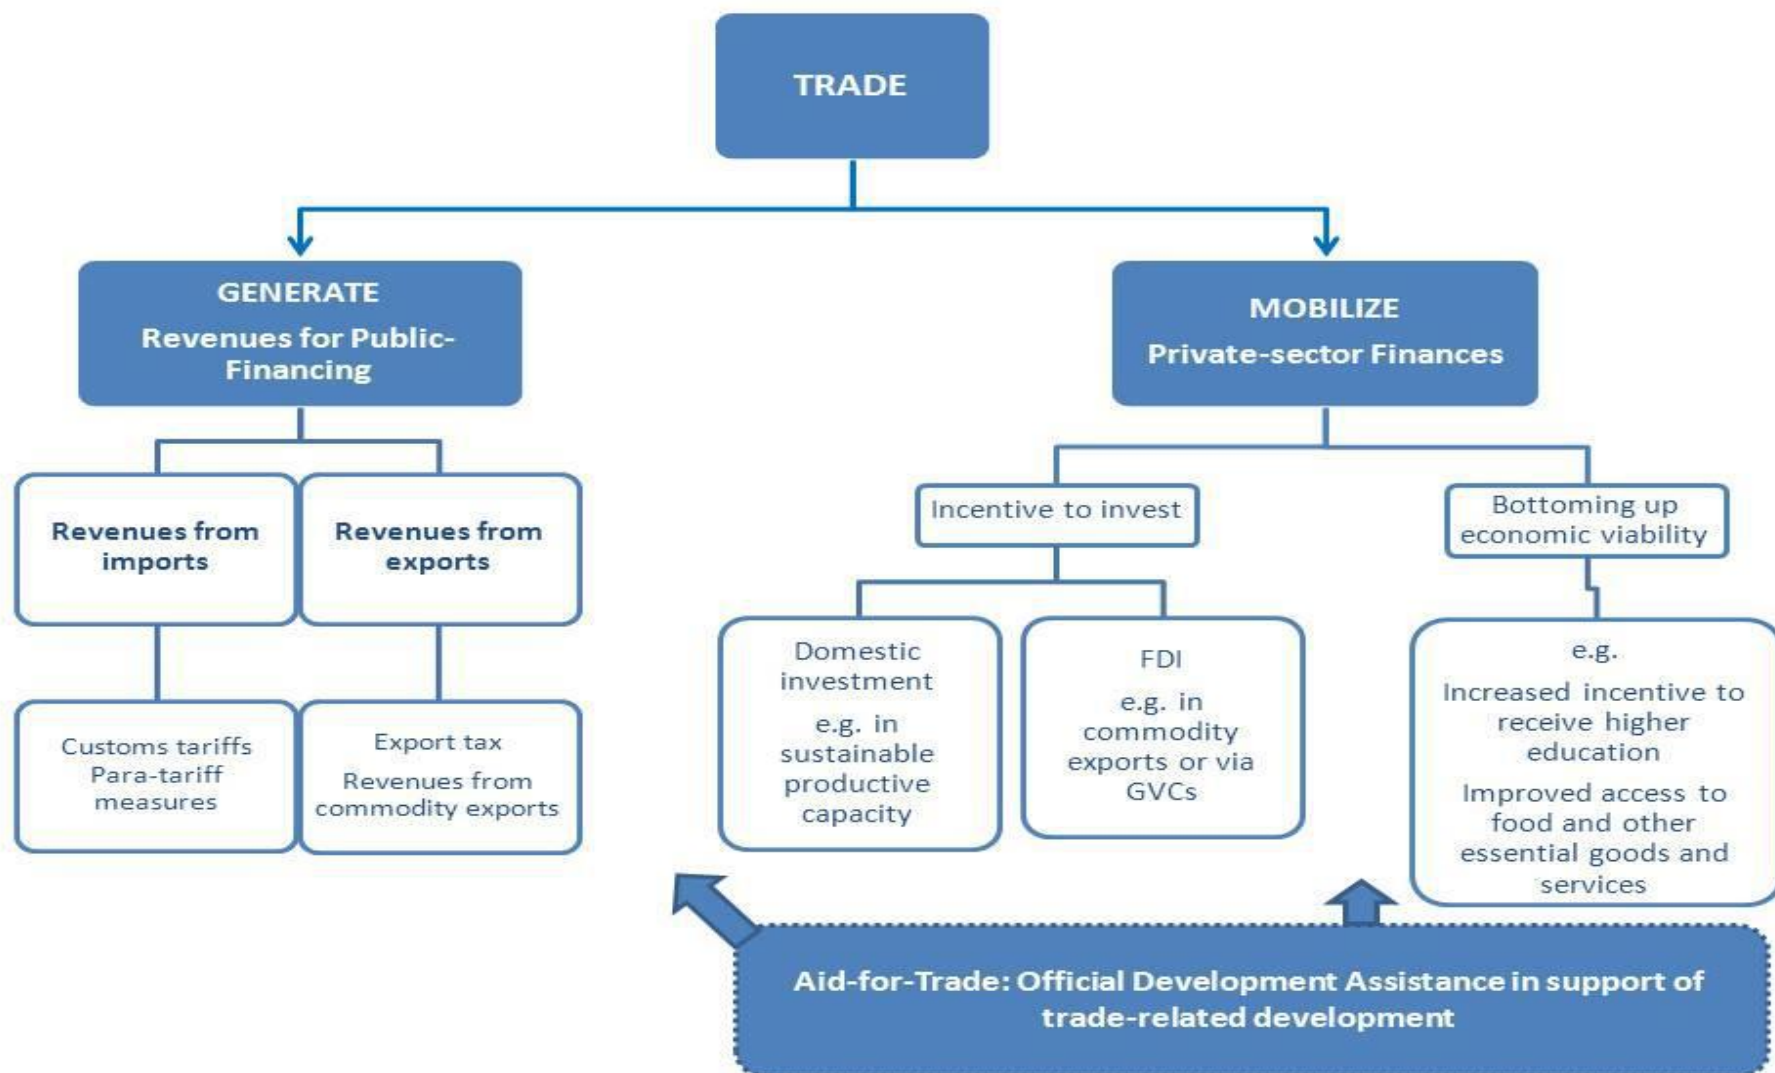 TRADE
GENERATE
Revenues for Public-
Financing
MOBILIZE
Private-sector Finances
Revenues from
imports
Revenues from
exports
Customs tariffs
Para-tariff
measures
Export tax
Revenues from
commodity exports
Incentive to invest
Bottoming up
economic viability
Domestic
investment
e.g. in
sustainable
productive
capacity
FDI
e.g. in
commodity
exports or via
GVCs
e.g.
Increased incentive to
receive higher
education
Improved access to
food and other
essential goods and
services
Aid-for-Trade: Official Development Assistance in support of
trade-related development